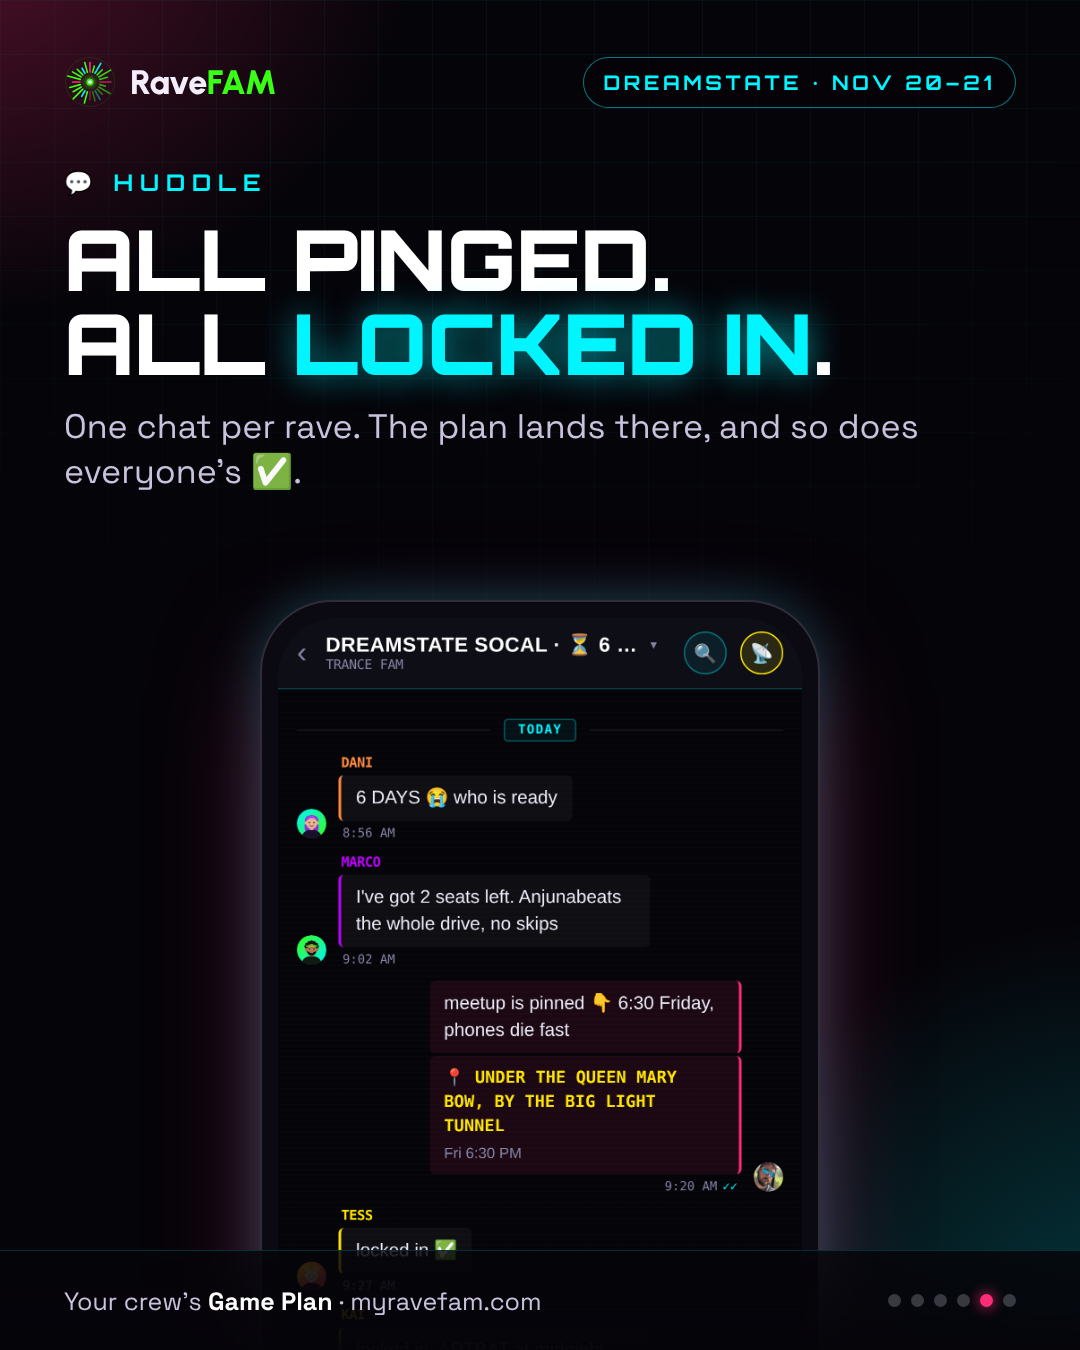 RaveFAM
DREAMSTATE · NOV 20–21
💬 HUDDLE
ALL PINGED.
ALL LOCKED IN.
One chat per rave. The plan lands there, and so does
everyone’s ✅.
‹ DREAMSTATE SOCAL · ⏳ 6 ... ▾
TRANCE FAM
TODAY
DANI
6 DAYS 😭 who is ready
8:56 AM
MARCO
I've got 2 seats left. Anjunabeats
the whole drive, no skips
9:02 AM
meetup is pinned 👇 6:30 Friday,
phones die fast
📍 UNDER THE QUEEN MARY
BOW, BY THE BIG LIGHT
TUNNEL
Fri 6:30 PM
9:20 AM ✓✓
TESS
locked in ✅
9:27 AM
KAI
Your crew’s Game Plan · myravefam.com